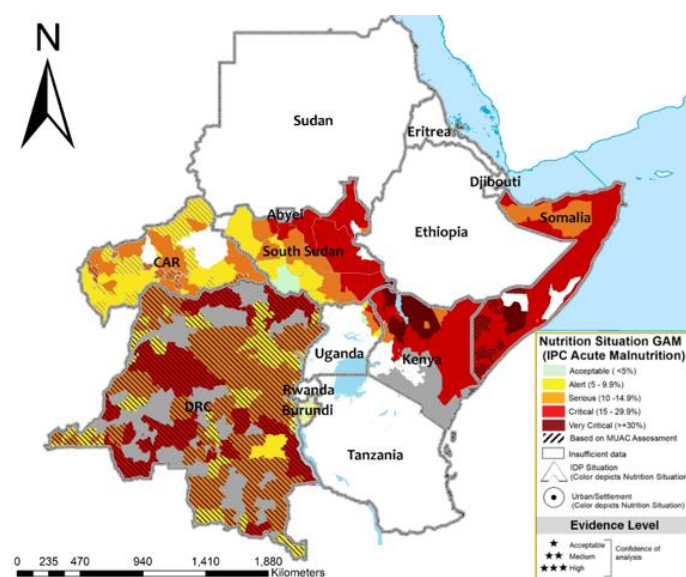 N
Sudan
Eritrea
Djibouti
Abyei
Ethiopia
Somalia
South Sudan
CAR
Uganda
Kenya
Rwanda
Burundi
DRC
Tanzania
Nutrition Situation GAM
(IPC Acute Malnutrition)
Acceptable (<5%)
Alert (5 - 9.9%)
Serious (10 -14.9%)
Critical (15 - 29.9%)
Very Critical (>=30%)
Based on MUAC Assessment
Insufficient data
IDP Situation
(Color depicts Nutrition Situation)
Urban/Settlement
(Color depicts Nutrition Situation)
Evidence Level
Acceptable
Medium
High
Confidence of
analysis
0 235 470 940 1,410 1,880
Kilometers